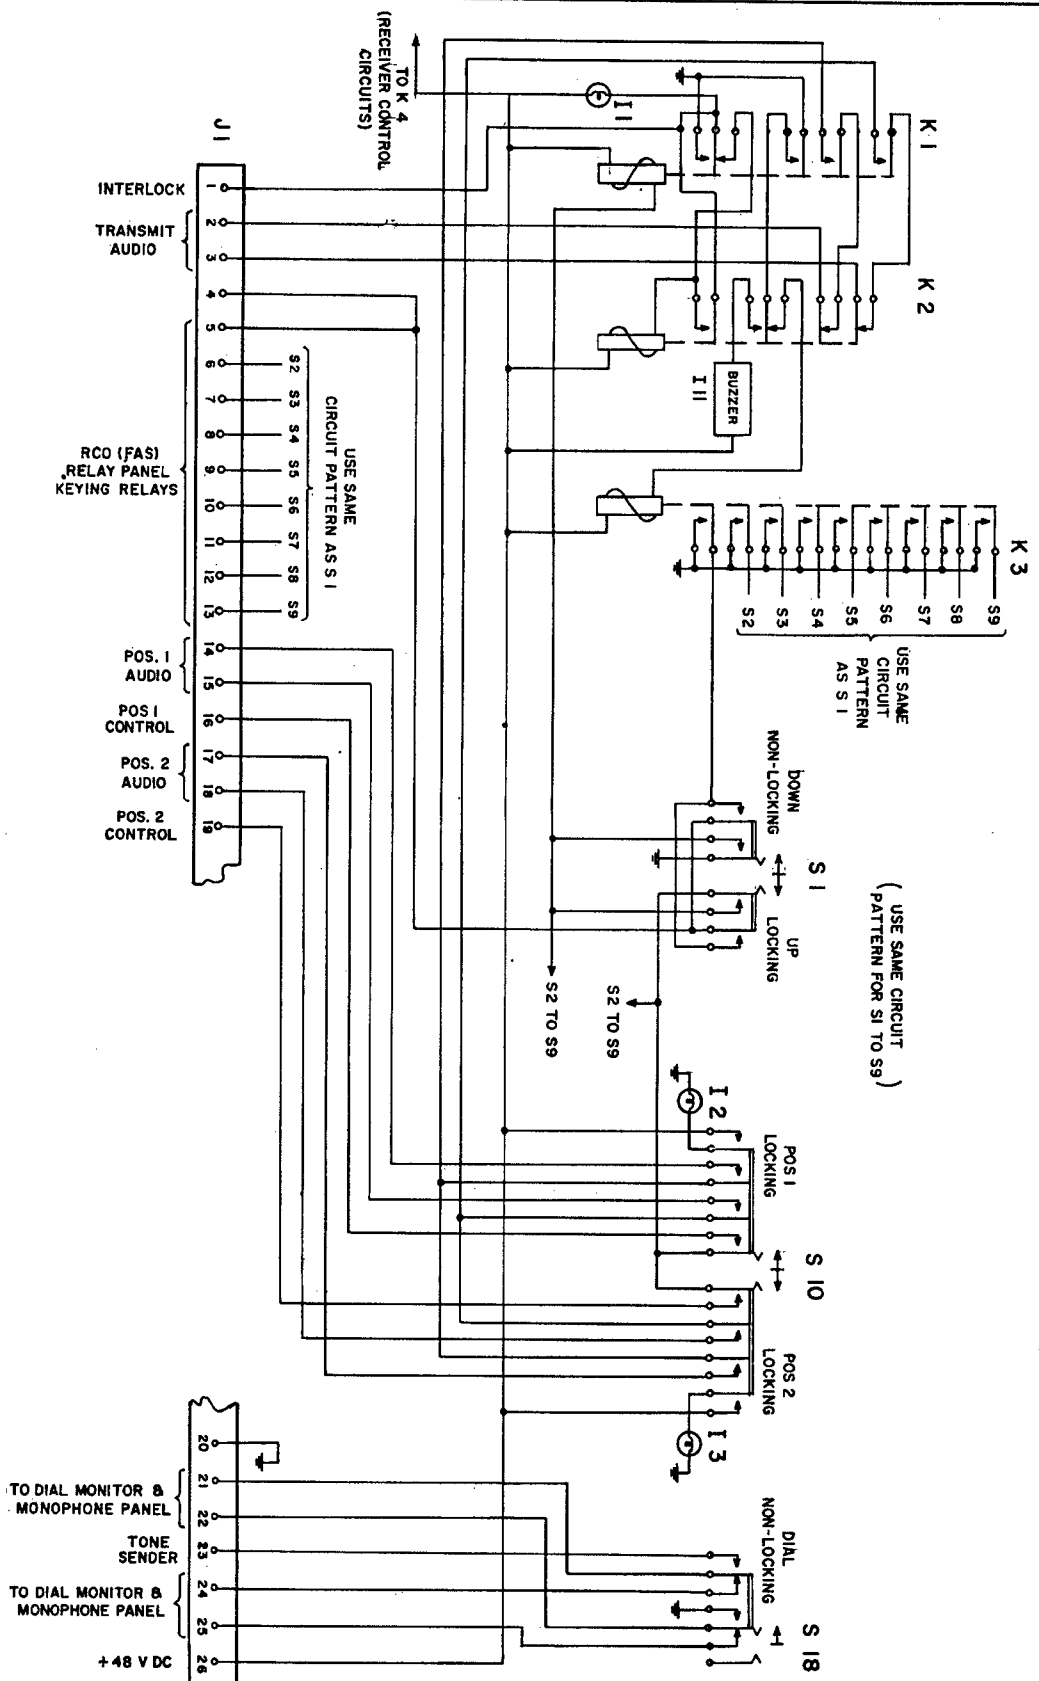 TO K 4
(RECEIVER CONTROL
CIRCUITS)
I 1
K 1
K 2
J 1
INTERLOCK
TRANSMIT
AUDIO
RCO (FAS)
RELAY PANEL
KEYING RELAYS
POS. 1
AUDIO
POS 1
CONTROL
POS. 2
AUDIO
POS. 2
CONTROL
1
2
3
4
5
6
7
8
9
10
11
12
13
14
15
16
17
18
19
S2
S3
S4
S5
S6
S7
S8
S9
USE SAME
CIRCUIT PATTERN AS S 1
BUZZER
I 11
K 3
S2
S3
S4
S5
S6
S7
S8
S9
USE SAME
CIRCUIT
PATTERN
AS S 1
DOWN
NON-LOCKING
S 1
UP
LOCKING
(USE SAME CIRCUIT
PATTERN FOR S1 TO S9)
S2 TO S9
S2 TO S9
I 2
POS 1
LOCKING
S 10
POS 2
LOCKING
I 3
DIAL
NON-LOCKING
S 18
20
21
22
23
24
25
26
TO DIAL MONITOR &
MONOPHONE PANEL
TONE
SENDER
TO DIAL MONITOR &
MONOPHONE PANEL
+48 V DC